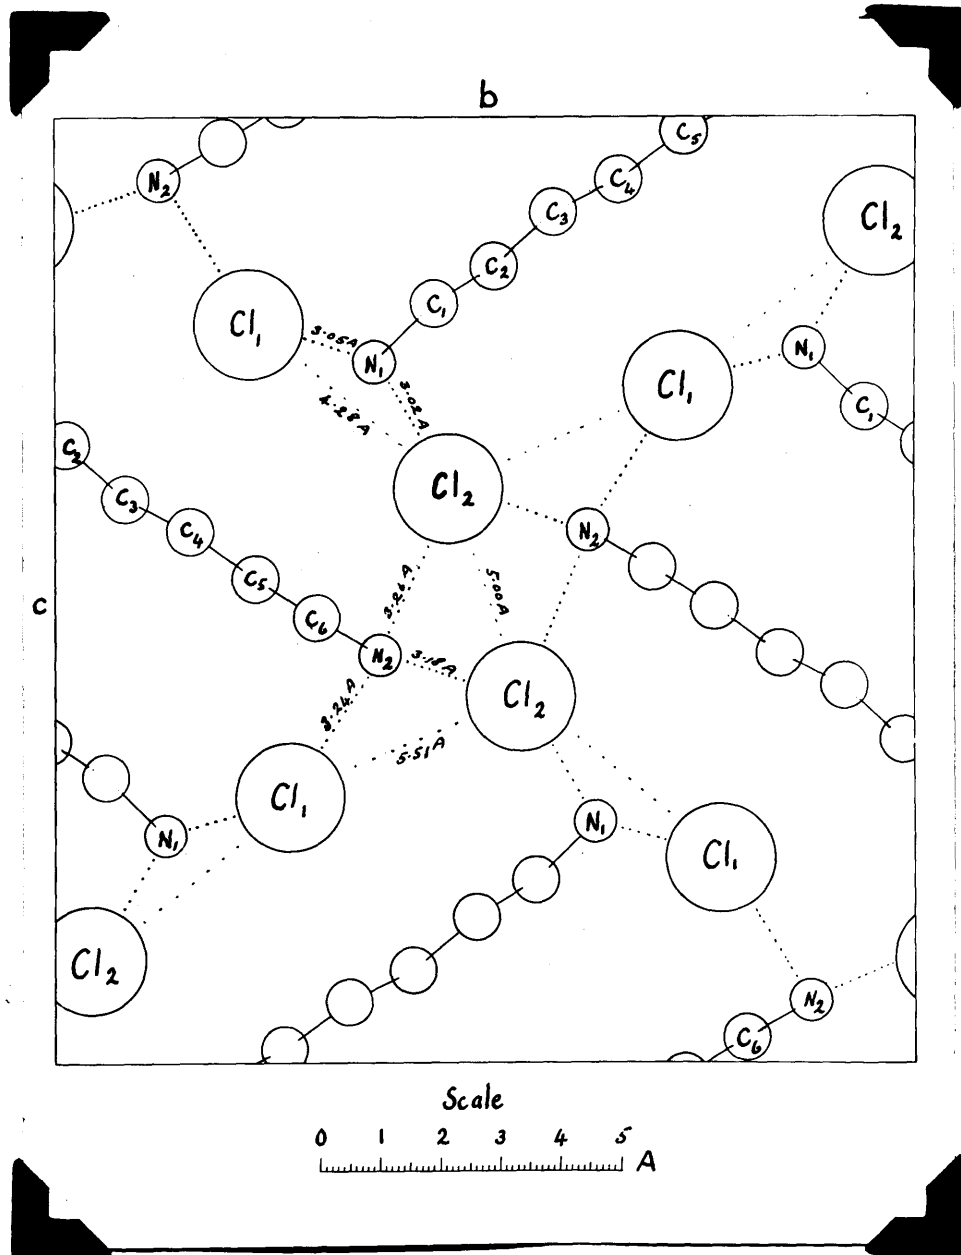 b
C₅
N₂
C₄
C₃
Cl₂
C₂
C₁
Cl₁
3·05A
N₁
N₁
3·02A
Cl₁
C₁
4·28A
C₂
Cl₂
C₃
N₂
C₄
C₅
3·26A
5·00A
c
C₆
N₂
3·18A
Cl₂
3·24A
5·51A
Cl₁
N₁
N₁
Cl₁
Cl₂
N₂
C₆
Scale
0 1 2 3 4 5
A